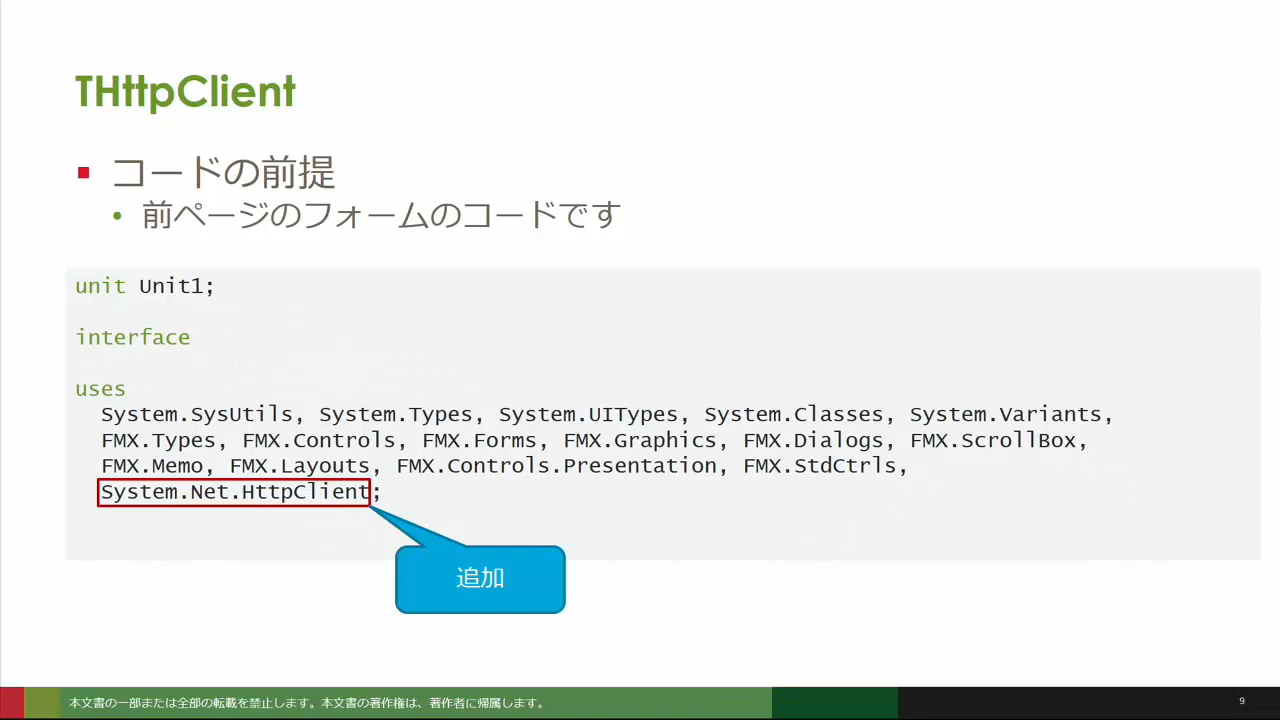 THttpClient
コードの前提
前ページのフォームのコードです
unit Unit1;
interface
uses
System.SysUtils, System.Types, System.UITypes, System.Classes, System.Variants,
FMX.Types, FMX.Controls, FMX.Forms, FMX.Graphics, FMX.Dialogs, FMX.ScrollBox,
FMX.Memo, FMX.Layouts, FMX.Controls.Presentation, FMX.StdCtrls,
System.Net.HttpClient;
追加
本文書の一部または全部の転載を禁止します。本文書の著作権は、著作者に帰属します。
9